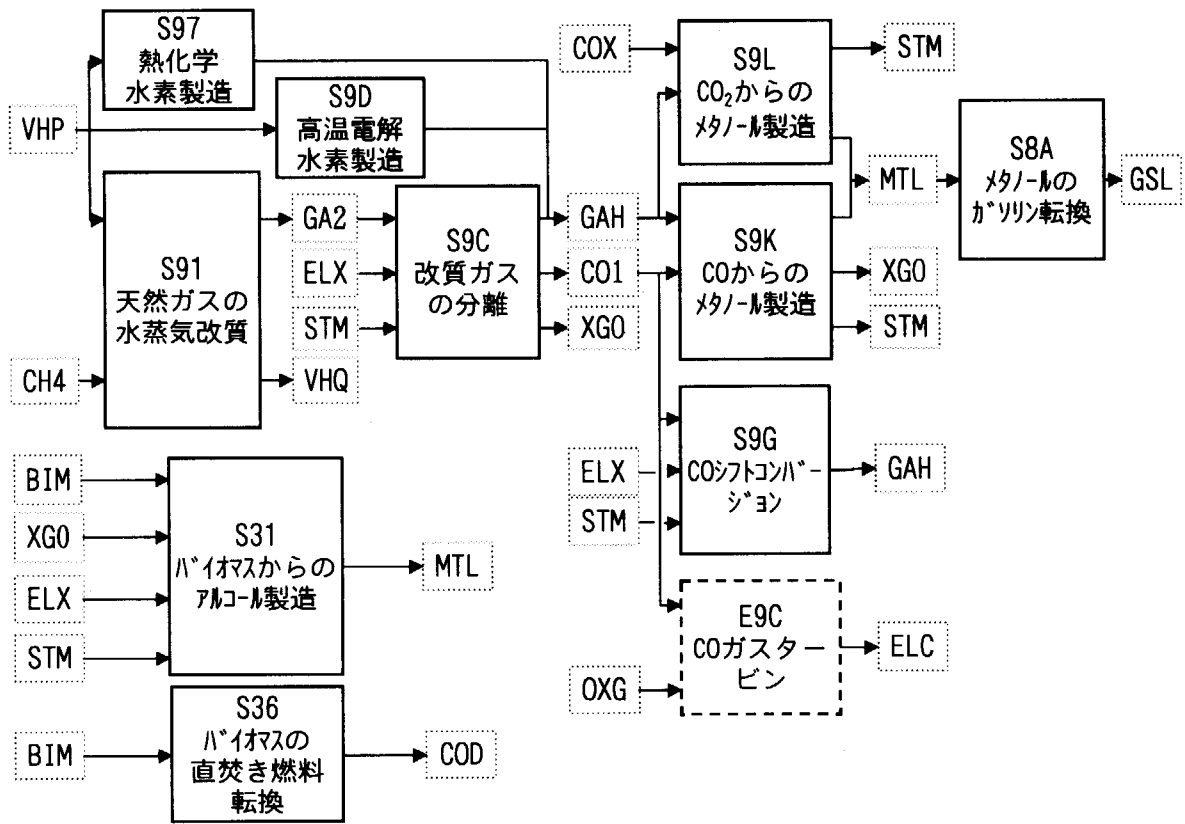 S97
熱化学
水素製造
S9D
高温電解
水素製造
VHP
S91
天然ガスの
水蒸気改質
CH4
GA2
ELX
STM
VHQ
S9C
改質ガス
の分離
GAH
CO1
XGO
COX
S9L
CO₂からの
ﾒﾀﾉｰﾙ製造
STM
S9K
COからの
ﾒﾀﾉｰﾙ製造
MTL
XGO
STM
S8A
ﾒﾀﾉｰﾙの
ｶﾞｿﾘﾝ転換
GSL
ELX
STM
S9G
COｼﾌﾄｺﾝﾊﾞｰ
ｼﾞｮﾝ
GAH
OXG
E9C
COガスター
ビン
ELC
BIM
XGO
ELX
STM
S31
ﾊﾞｲｵﾏｽからの
ｱﾙｺｰﾙ製造
MTL
BIM
S36
ﾊﾞｲｵﾏｽの
直焚き燃料
転換
COD